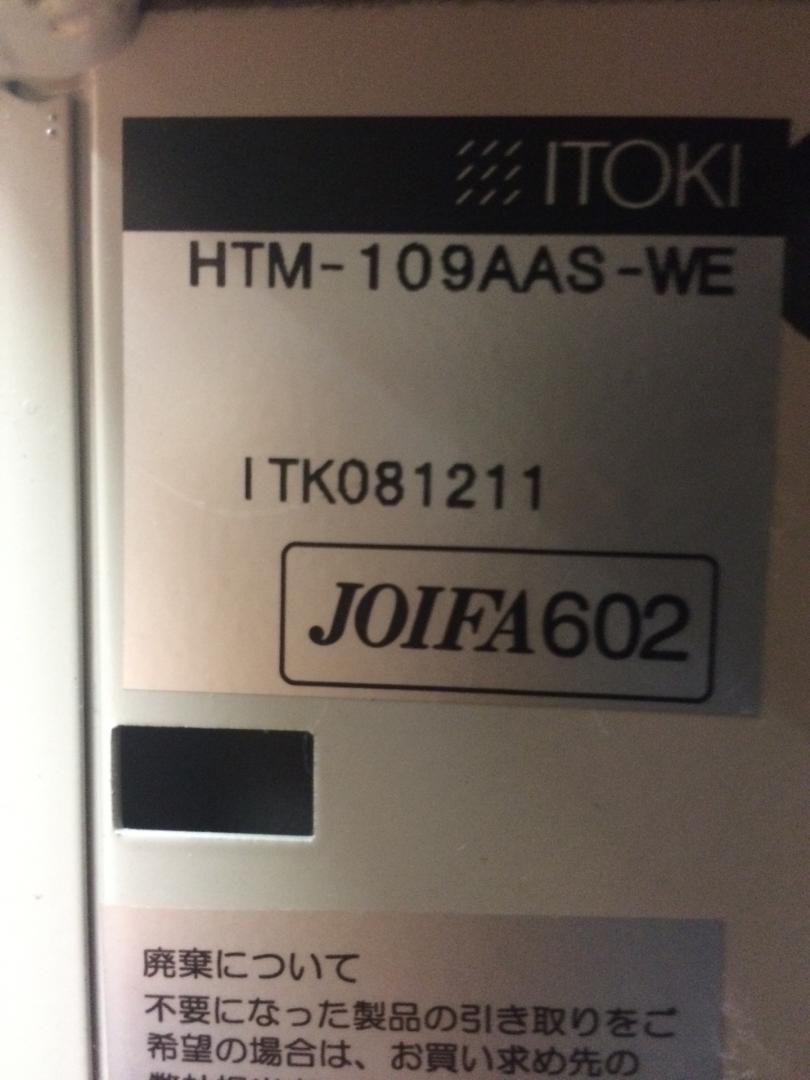 ITOKI
HTM-109AAS-WE
ITK081211
JOIFA602
廃棄について
不要になった製品の引き取りをご
希望の場合は、お買い求め先の